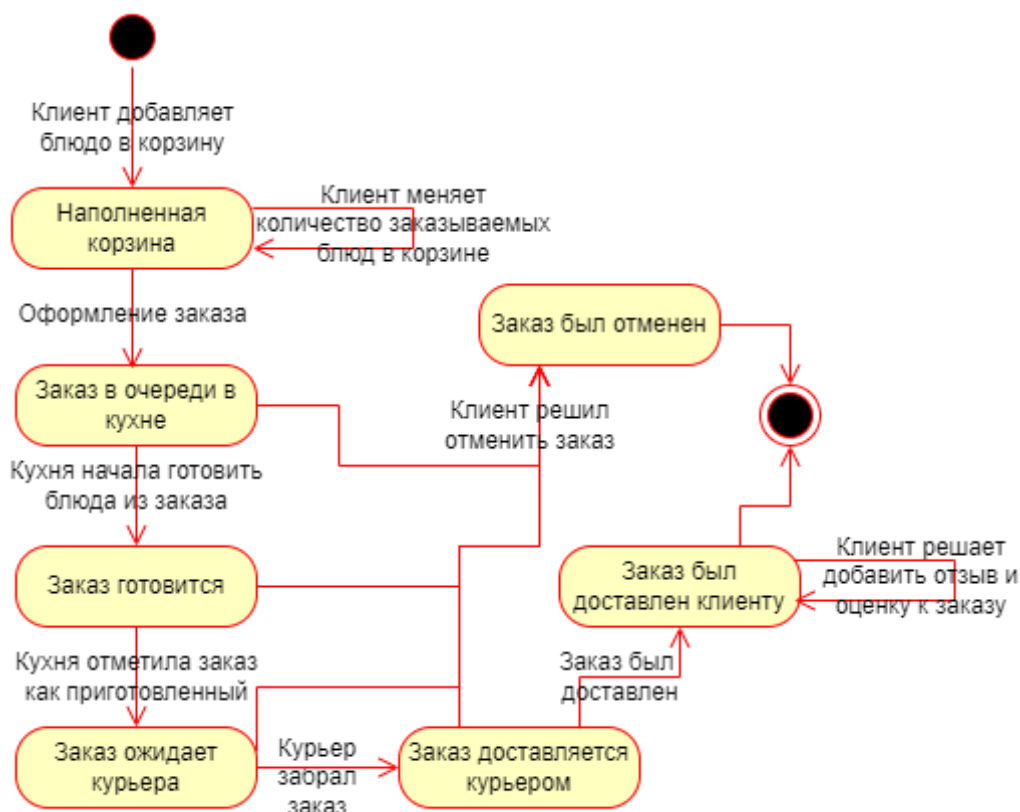 Клиент добавляет
блюдо в корзину
Наполненная
корзина
Клиент меняет
количество заказываемых
блюд в корзине
Оформление заказа
Заказ был отменен
Заказ в очереди в
кухне
Клиент решил
отменить заказ
Кухня начала готовить
блюда из заказа
Заказ готовится
Заказ был
доставлен клиенту
Клиент решает
добавить отзыв и
оценку к заказу
Кухня отметила заказ
как приготовленный
Заказ был
доставлен
Заказ ожидает
курьера
Курьер
забрал
заказ
Заказ доставляется
курьером